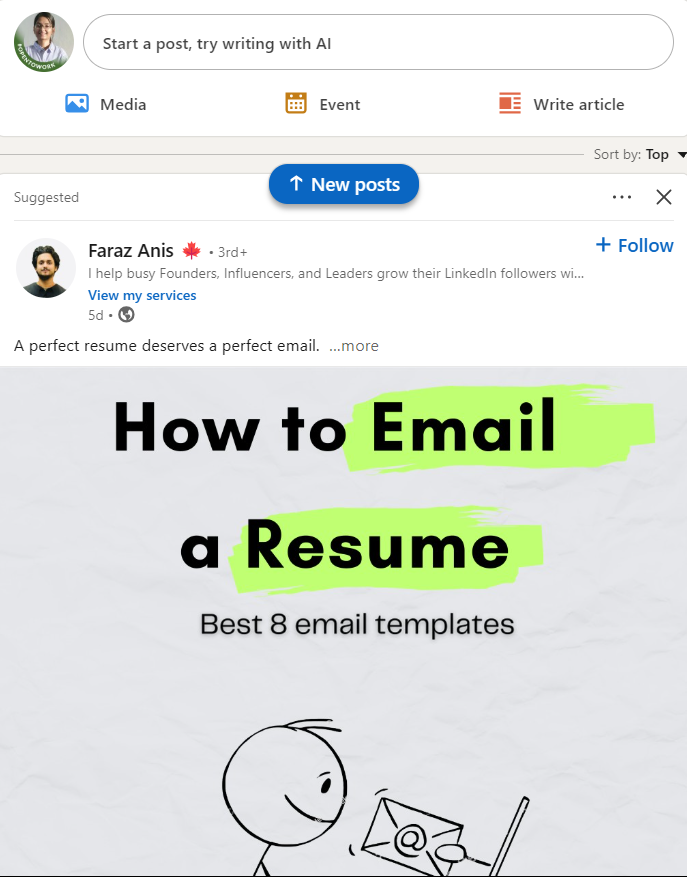 #OPENTOWORK
Start a post, try writing with AI
Media
Event
Write article
Sort by: Top
↑ New posts
Suggested
Faraz Anis 🍁 • 3rd+
+ Follow
I help busy Founders, Influencers, and Leaders grow their LinkedIn followers wi...
View my services
5d •
A perfect resume deserves a perfect email. ...more
How to Email
a Resume
Best 8 email templates
@